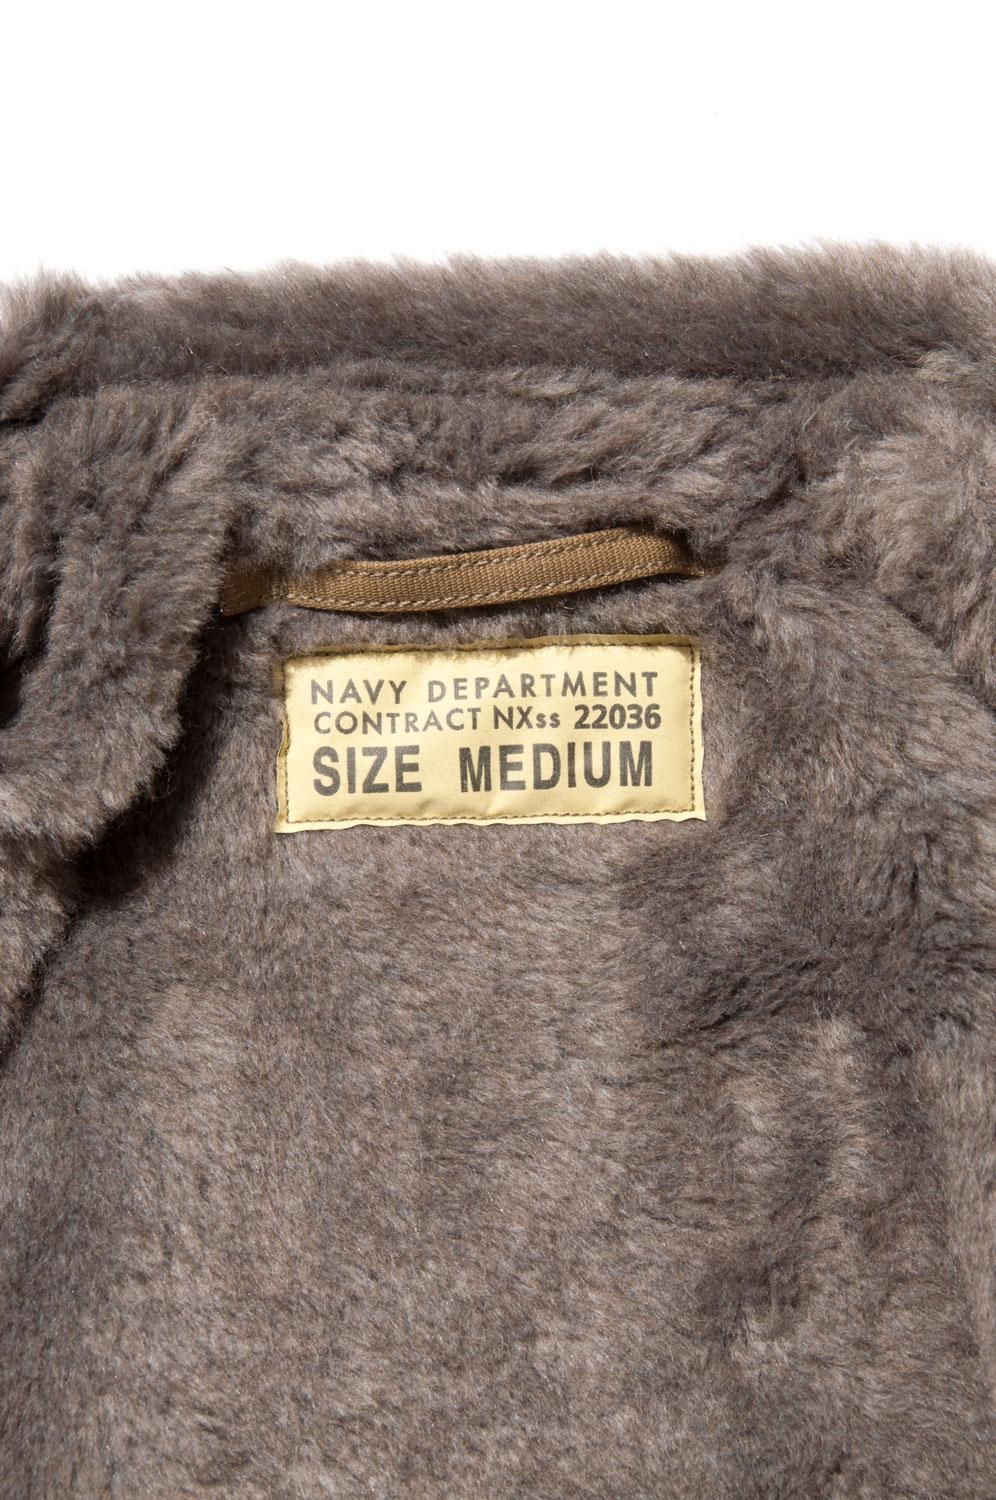 NAVY DEPARTMENT
CONTRACT NXss 22036
SIZE MEDIUM